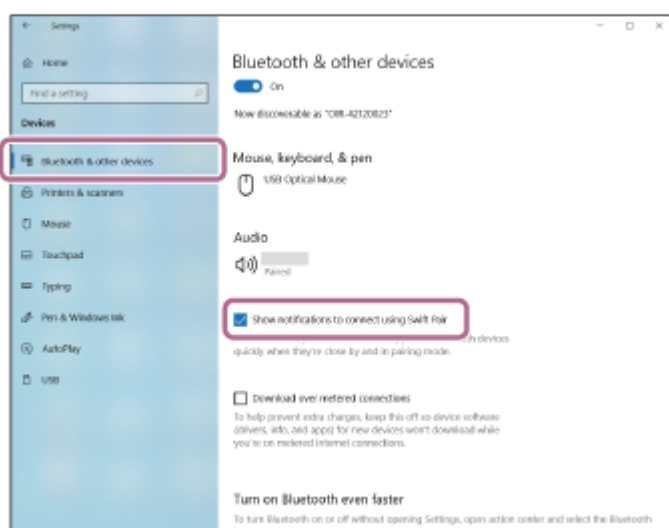 Settings
Home
Find a setting
Devices
Bluetooth & other devices
Printers & scanners
Mouse
Touchpad
Typing
Pen & Windows Ink
AutoPlay
USB
Bluetooth & other devices
On
Now discoverable as
Mouse, keyboard, & pen
USB Optical Mouse
Audio
Paired
Show notifications to connect using Swift Pair
devices
quickly when they're close by and in pairing mode.
Download over metered connections
To help prevent extra charges, keep this off so device software
(drivers, info, and apps) for new devices won't download while
you're on metered Internet connections.
Turn on Bluetooth even faster
To turn Bluetooth on or off without opening Settings, open action center and select the Bluetooth